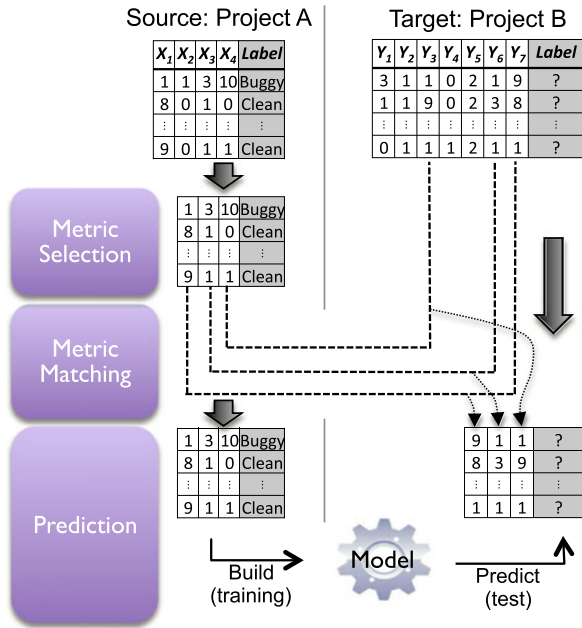 Source: Project A
Target: Project B
X1 X2 X3 X4 Label
1 1 3 10 Buggy
8 0 1 0 Clean
⋮ ⋮ ⋮ ⋮ ⋮
9 0 1 1 Clean
Y1 Y2 Y3 Y4 Y5 Y6 Y7 Label
3 1 1 0 2 1 9 ?
1 1 9 0 2 3 8 ?
⋮ ⋮ ⋮ ⋮ ⋮ ⋮ ⋮ ⋮
0 1 1 1 2 1 1 ?
Metric
Selection
1 3 10 Buggy
8 1 0 Clean
⋮ ⋮ ⋮ ⋮
9 1 1 Clean
Metric
Matching
Prediction
1 3 10 Buggy
8 1 0 Clean
⋮ ⋮ ⋮ ⋮
9 1 1 Clean
9 1 1 ?
8 3 9 ?
⋮ ⋮ ⋮ ⋮
1 1 1 ?
Build
(training)
Model
Predict
(test)